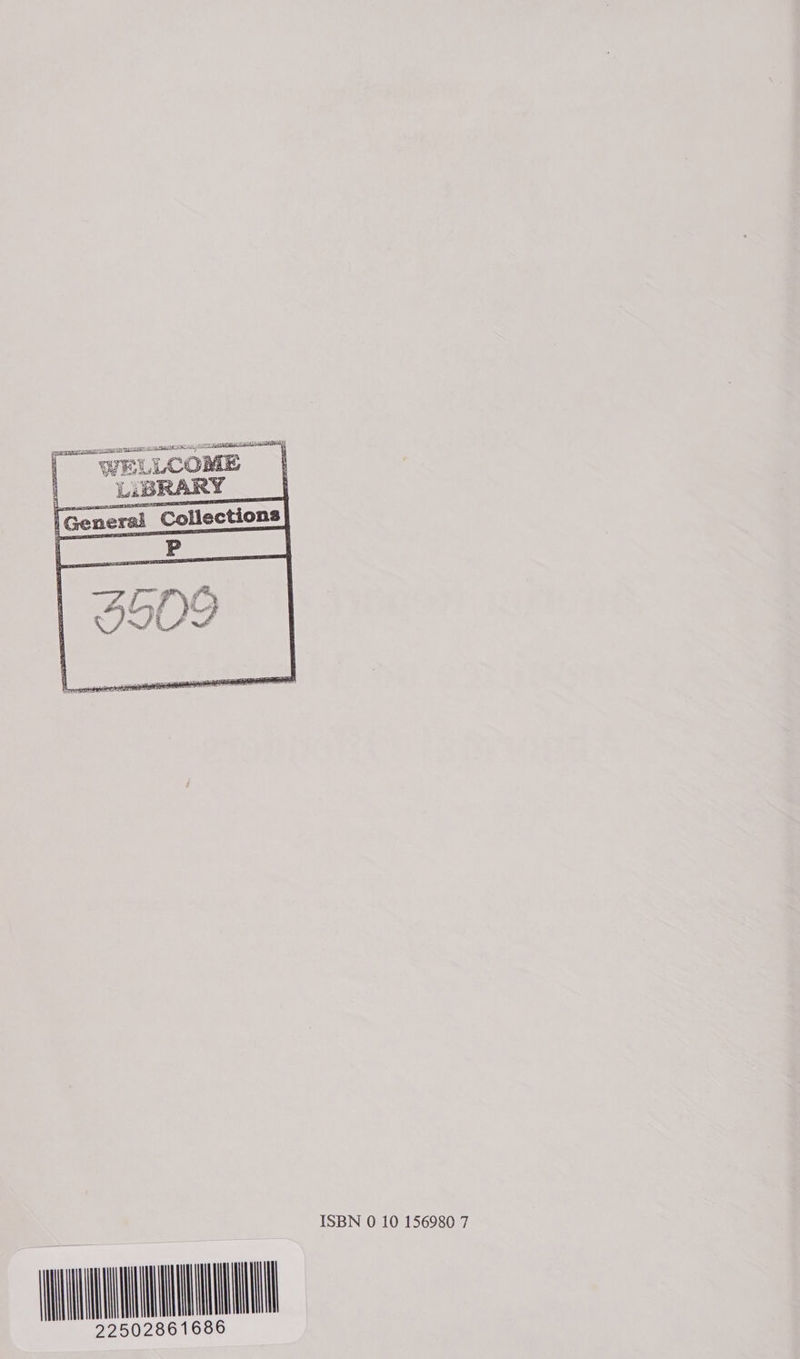 WELLCOME
LIBRARY
General Collections
P
3509
ISBN 0 10 156980 7
22502861686